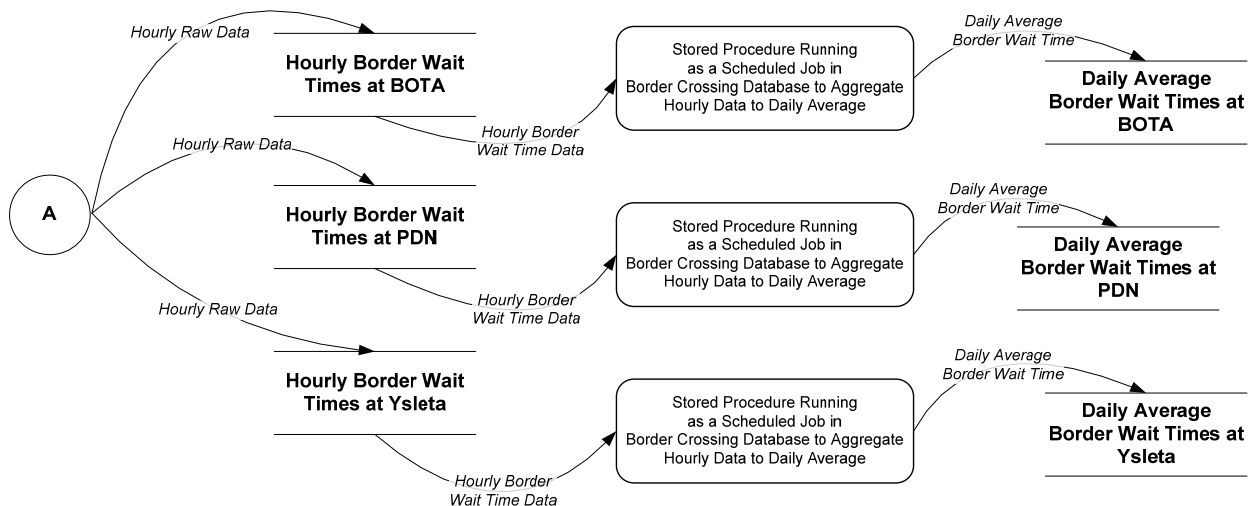 Hourly Raw Data
Hourly Border Wait
Times at BOTA
Hourly Border
Wait Time Data
Stored Procedure Running
as a Scheduled Job in
Border Crossing Database to Aggregate
Hourly Data to Daily Average
Daily Average
Border Wait Time
Daily Average
Border Wait Times at
BOTA
A
Hourly Raw Data
Hourly Border Wait
Times at PDN
Hourly Border
Wait Time Data
Stored Procedure Running
as a Scheduled Job in
Border Crossing Database to Aggregate
Hourly Data to Daily Average
Daily Average
Border Wait Time
Daily Average
Border Wait Times at
PDN
Hourly Raw Data
Hourly Border Wait
Times at Ysleta
Hourly Border
Wait Time Data
Stored Procedure Running
as a Scheduled Job in
Border Crossing Database to Aggregate
Hourly Data to Daily Average
Daily Average
Border Wait Time
Daily Average
Border Wait Times at
Ysleta